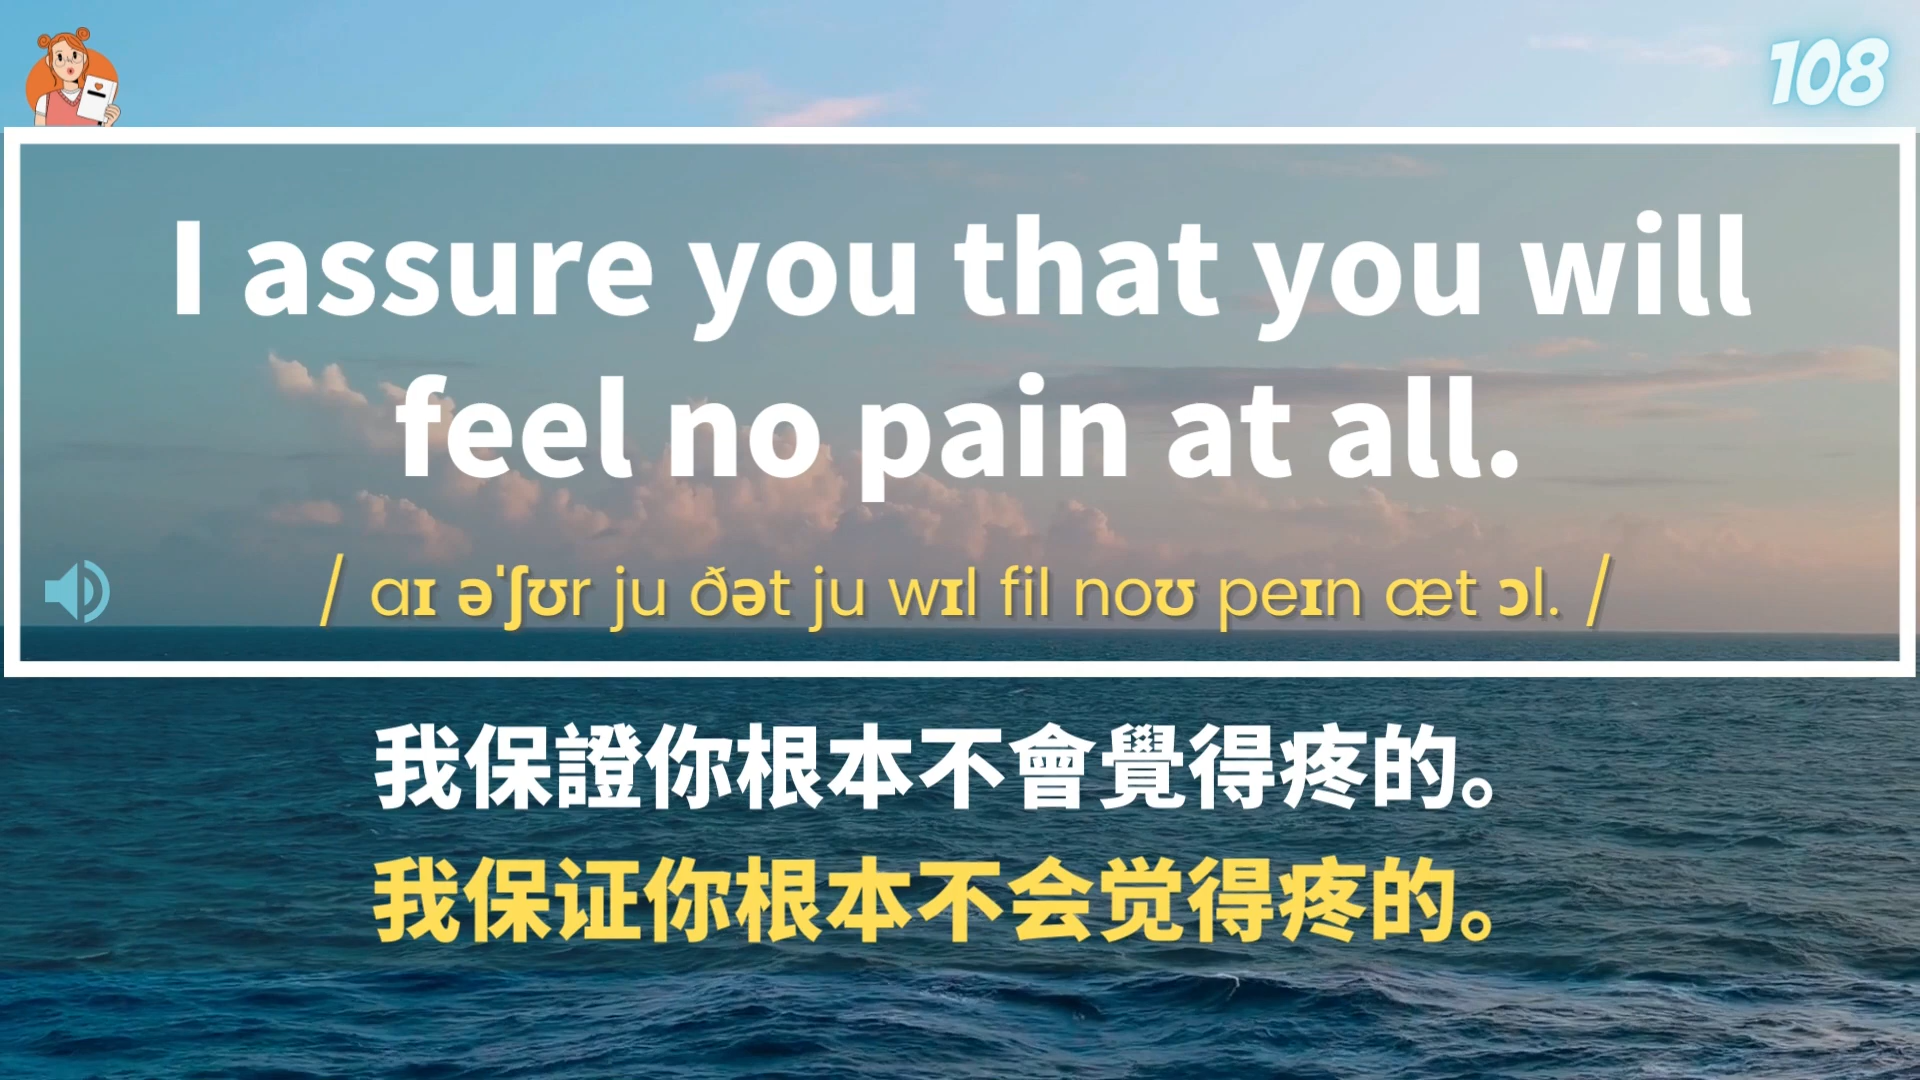 108
I assure you that you will
feel no pain at all.
/ aɪ əˈʃʊr ju ðət ju wɪl fil noʊ peɪn æt ɔl. /
我保證你根本不會覺得疼的。
我保证你根本不会觉得疼的。